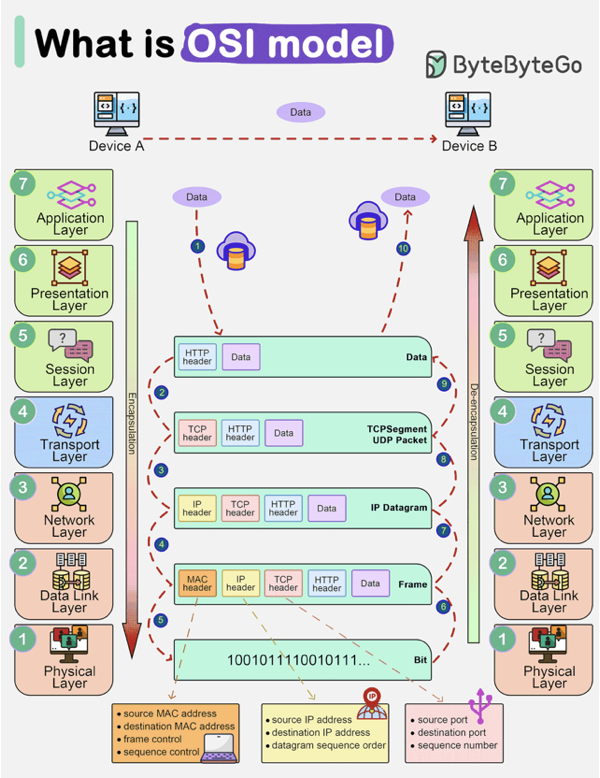 What is OSI model
ByteByteGo
Data
Device A
Device B
7
Application
Layer
6
Presentation
Layer
5
Session
Layer
4
Transport
Layer
3
Network
Layer
2
Data Link
Layer
1
Physical
Layer
Encapsulation
Data
1
Data
10
HTTP
header
Data
Data
2
9
TCP
header
HTTP
header
Data
TCPSegment
UDP Packet
3
8
IP
header
TCP
header
HTTP
header
Data
IP Datagram
4
7
MAC
header
IP
header
TCP
header
HTTP
header
Data
Frame
5
6
1001011110010111...
Bit
De-encapsulation
7
Application
Layer
6
Presentation
Layer
5
Session
Layer
4
Transport
Layer
3
Network
Layer
2
Data Link
Layer
1
Physical
Layer
• source MAC address
• destination MAC address
• frame control
• sequence control
IP
• source IP address
• destination IP address
• datagram sequence order
• source port
• destination port
• sequence number